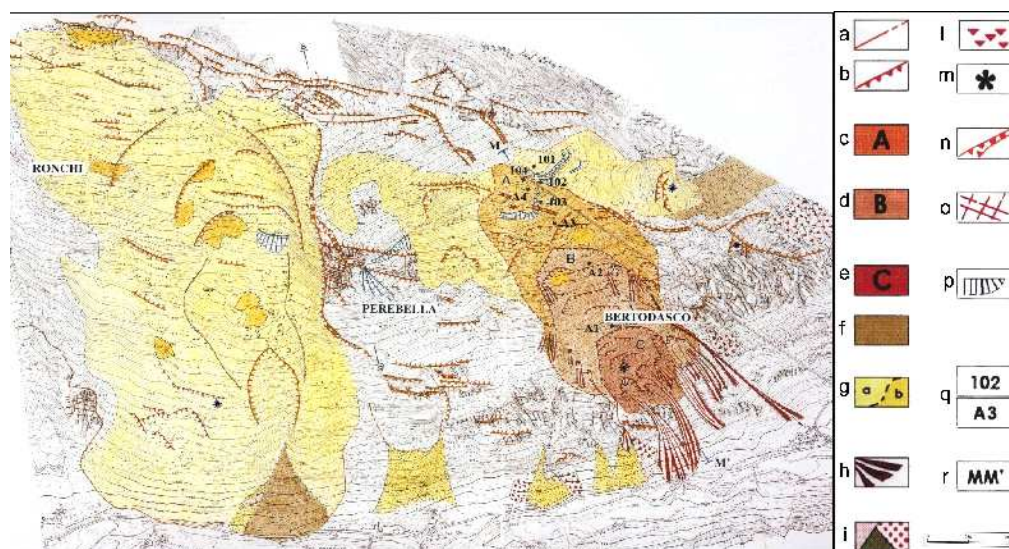 RONCHI
PEREBELLA
BERTODASCO
M
101
104
A
102
A4
103
A3
B
A2
A1
C
M'
a
b
c A
d B
e C
f
g a b
h
i
l
m
n
o
p
q 102
A3
r MM'